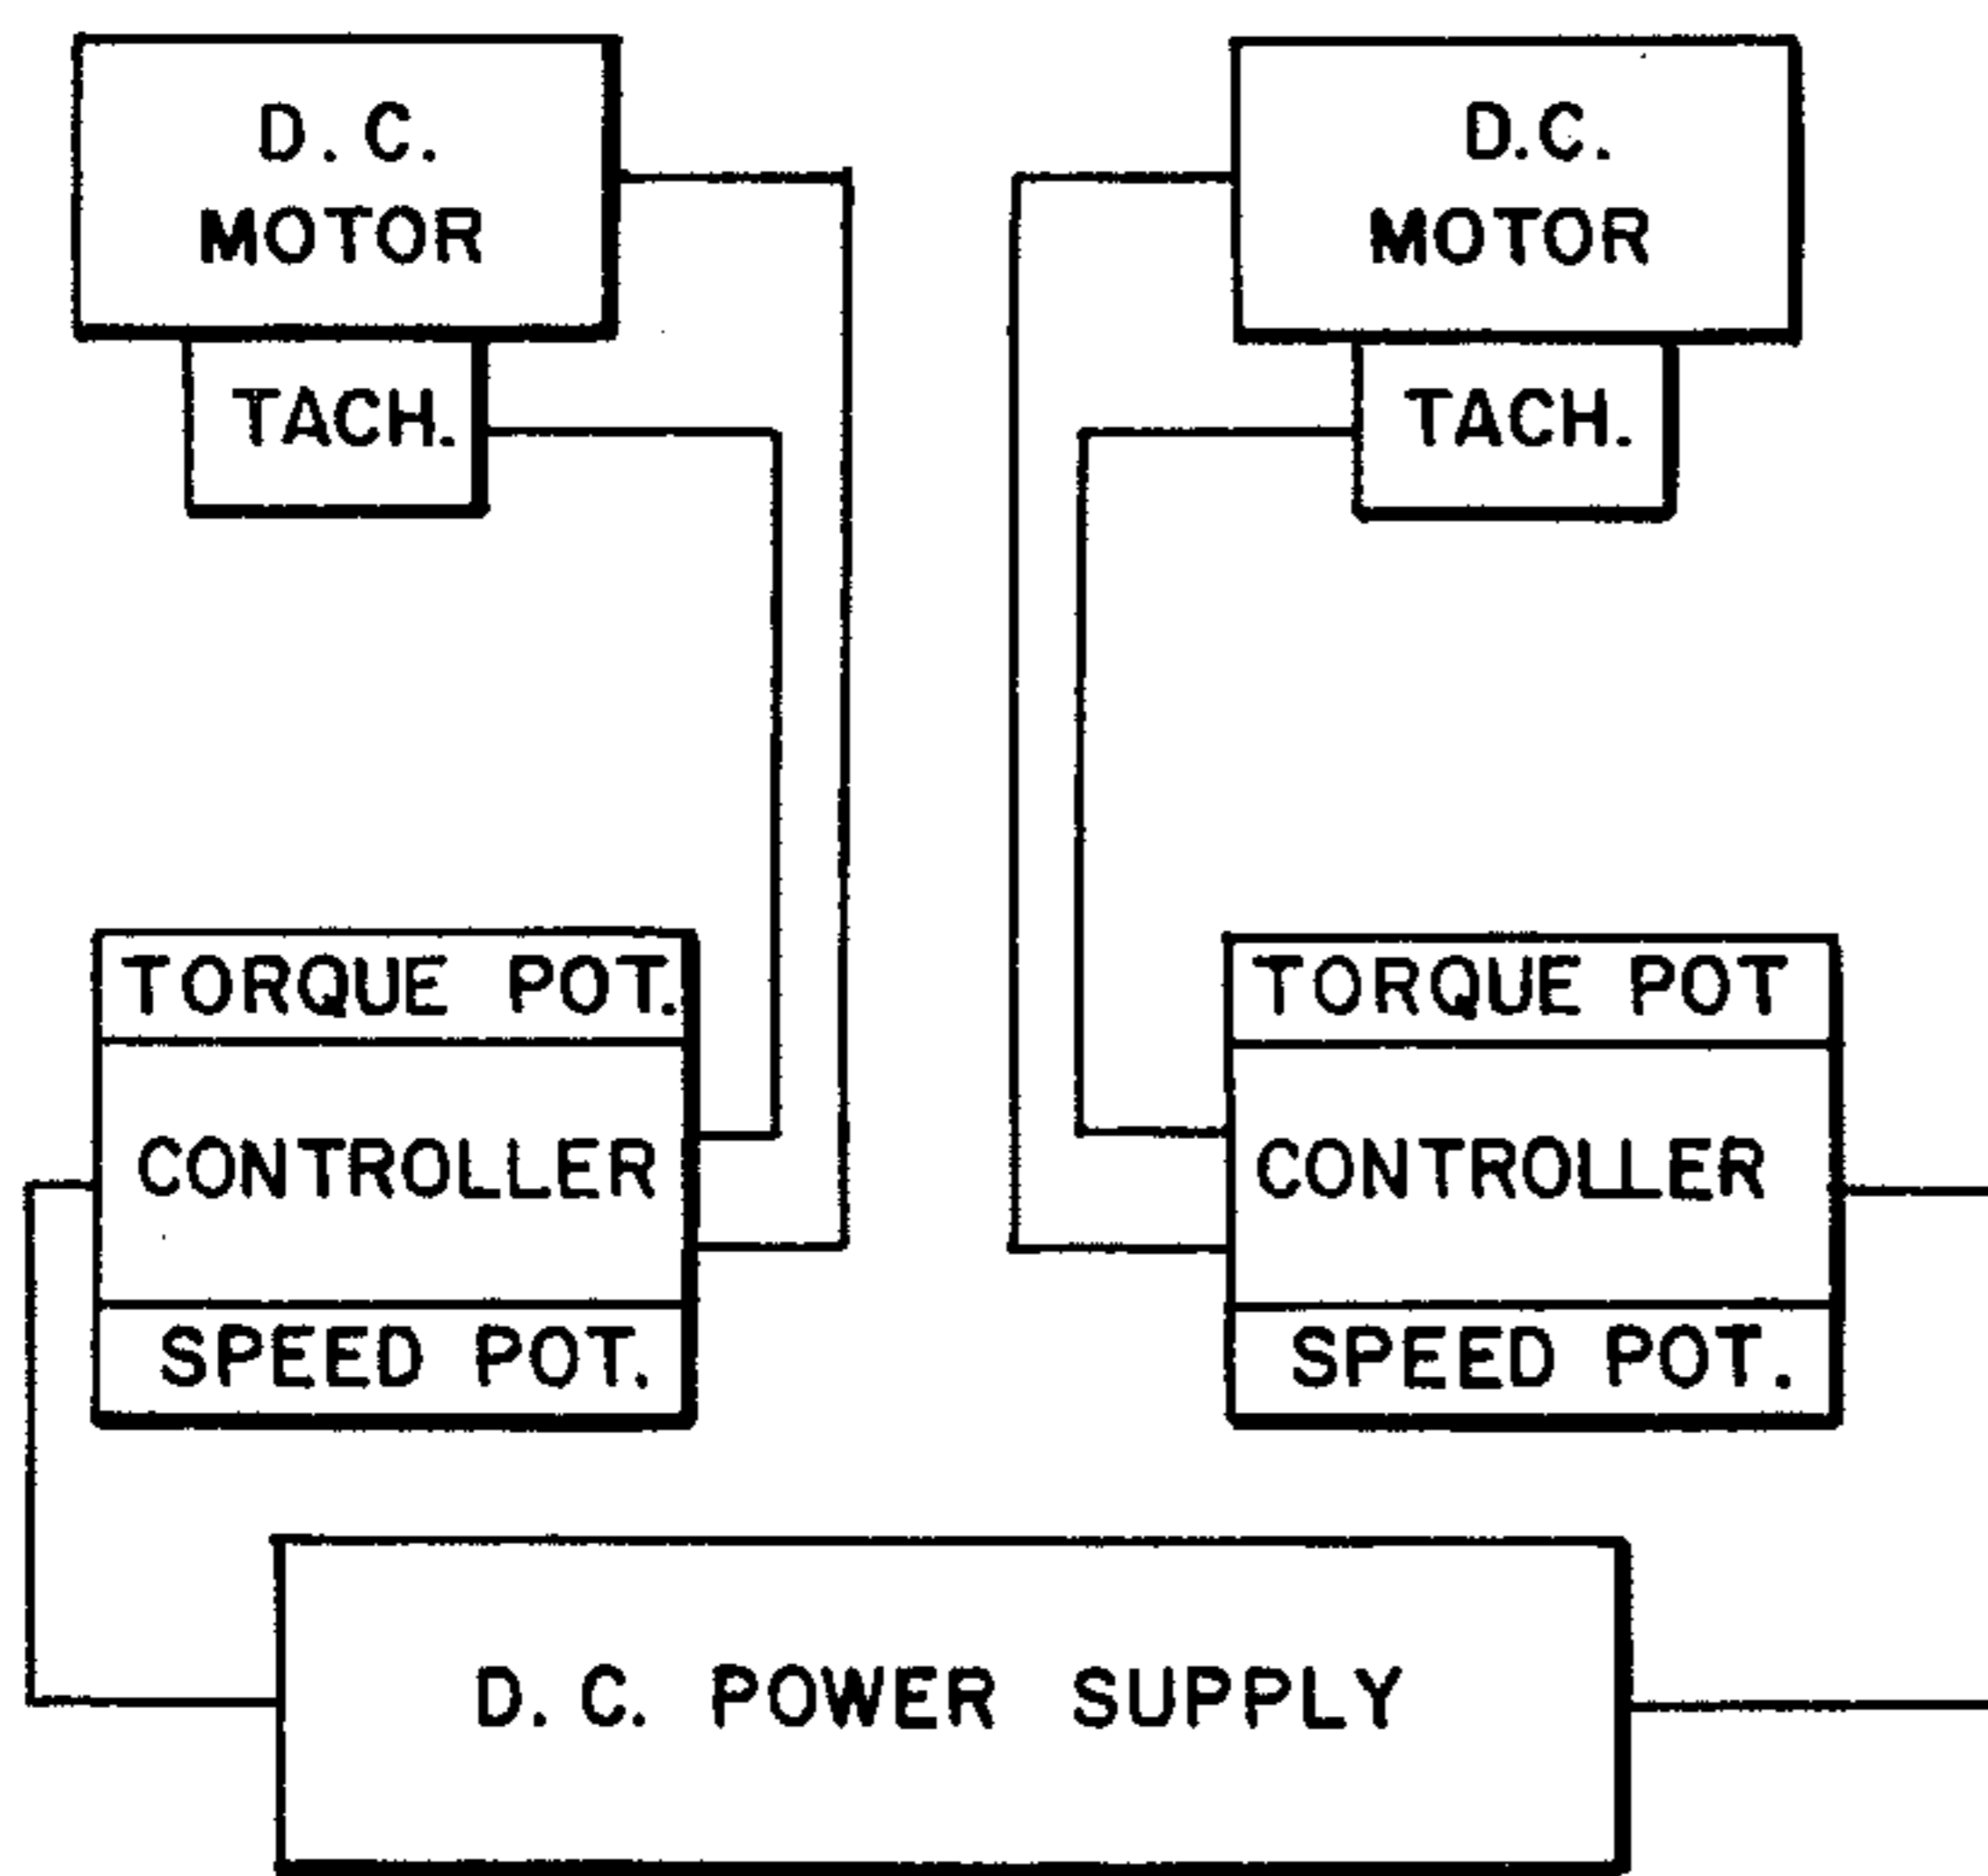 D. C.
MOTOR
TACH.
D.C.
MOTOR
TACH.
TORQUE POT.
CONTROLLER
SPEED POT.
TORQUE POT
CONTROLLER
SPEED POT.
D. C. POWER SUPPLY